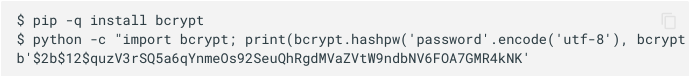 $ pip -q install bcrypt
$ python -c "import bcrypt; print(bcrypt.hashpw('password'.encode('utf-8'), bcrypt
b'$2b$12$quzV3rSQ5a6qYnmeOs92SeuQhRgdMVaZVtW9ndbNV6FOA7GMR4kNK'